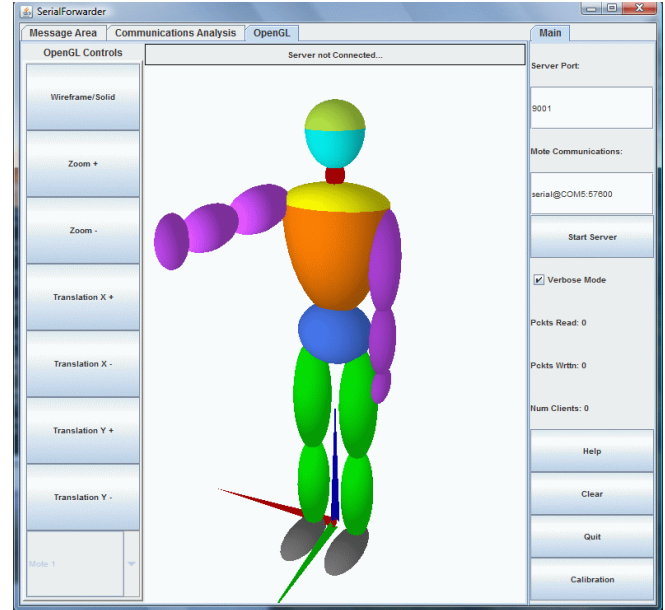 SerialForwarder
Message Area
Communications Analysis
OpenGL
Main
OpenGL Controls
Server not Connected...
Wireframe/Solid
Zoom +
Zoom -
Translation X +
Translation X -
Translation Y +
Translation Y -
Mote 1
Server Port:
9001
Mote Communications:
serial@COM5:57600
Start Server
Verbose Mode
Pckts Read: 0
Pckts Wrttn: 0
Num Clients: 0
Help
Clear
Quit
Calibration